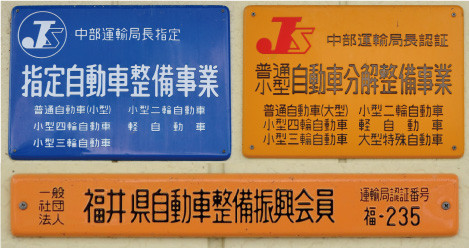 JS
中部運輸局長指定
指定自動車整備事業
普通自動車(小型) 小型二輪自動車
小型四輪自動車 軽自動車
小型三輪自動車
JS
中部運輸局長認証
普通
小型
自動車分解整備事業
普通自動車(大型) 小型二輪自動車
小型四輪自動車 軽自動車
小型三輪自動車 大型特殊自動車
一般
社団
法人
福井県自動車整備振興会員
運輸局認証番号
福-235